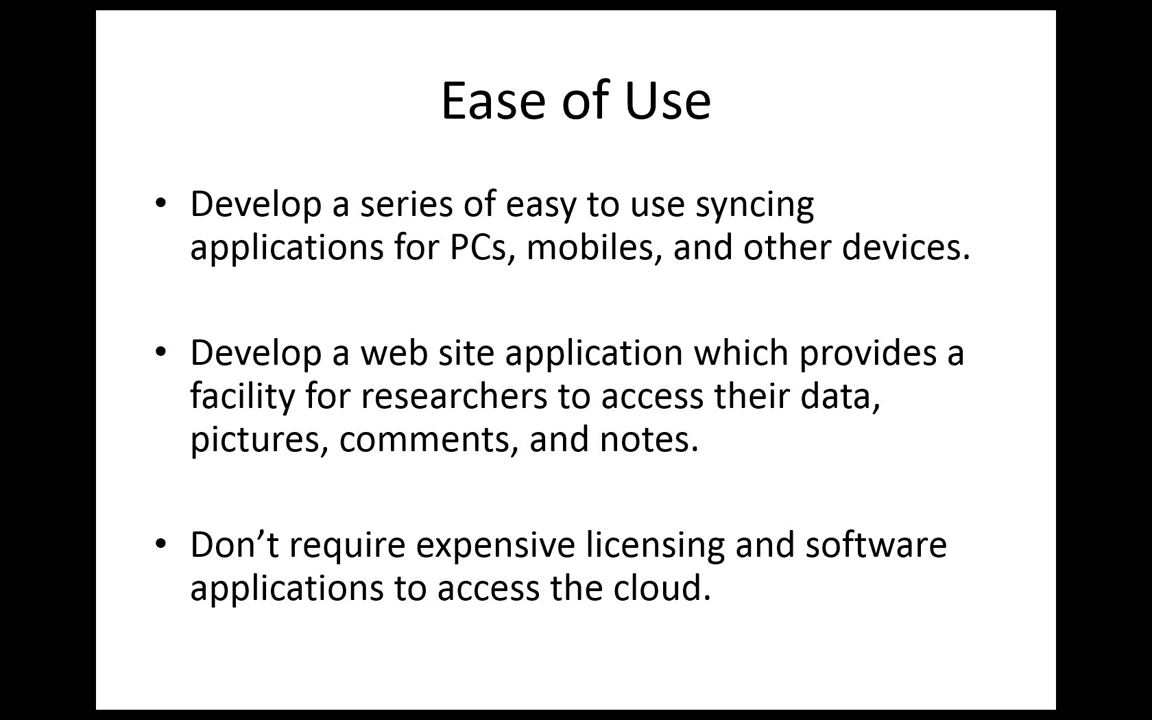 Ease of Use
• Develop a series of easy to use syncing
applications for PCs, mobiles, and other devices.
• Develop a web site application which provides a
facility for researchers to access their data,
pictures, comments, and notes.
• Don’t require expensive licensing and software
applications to access the cloud.